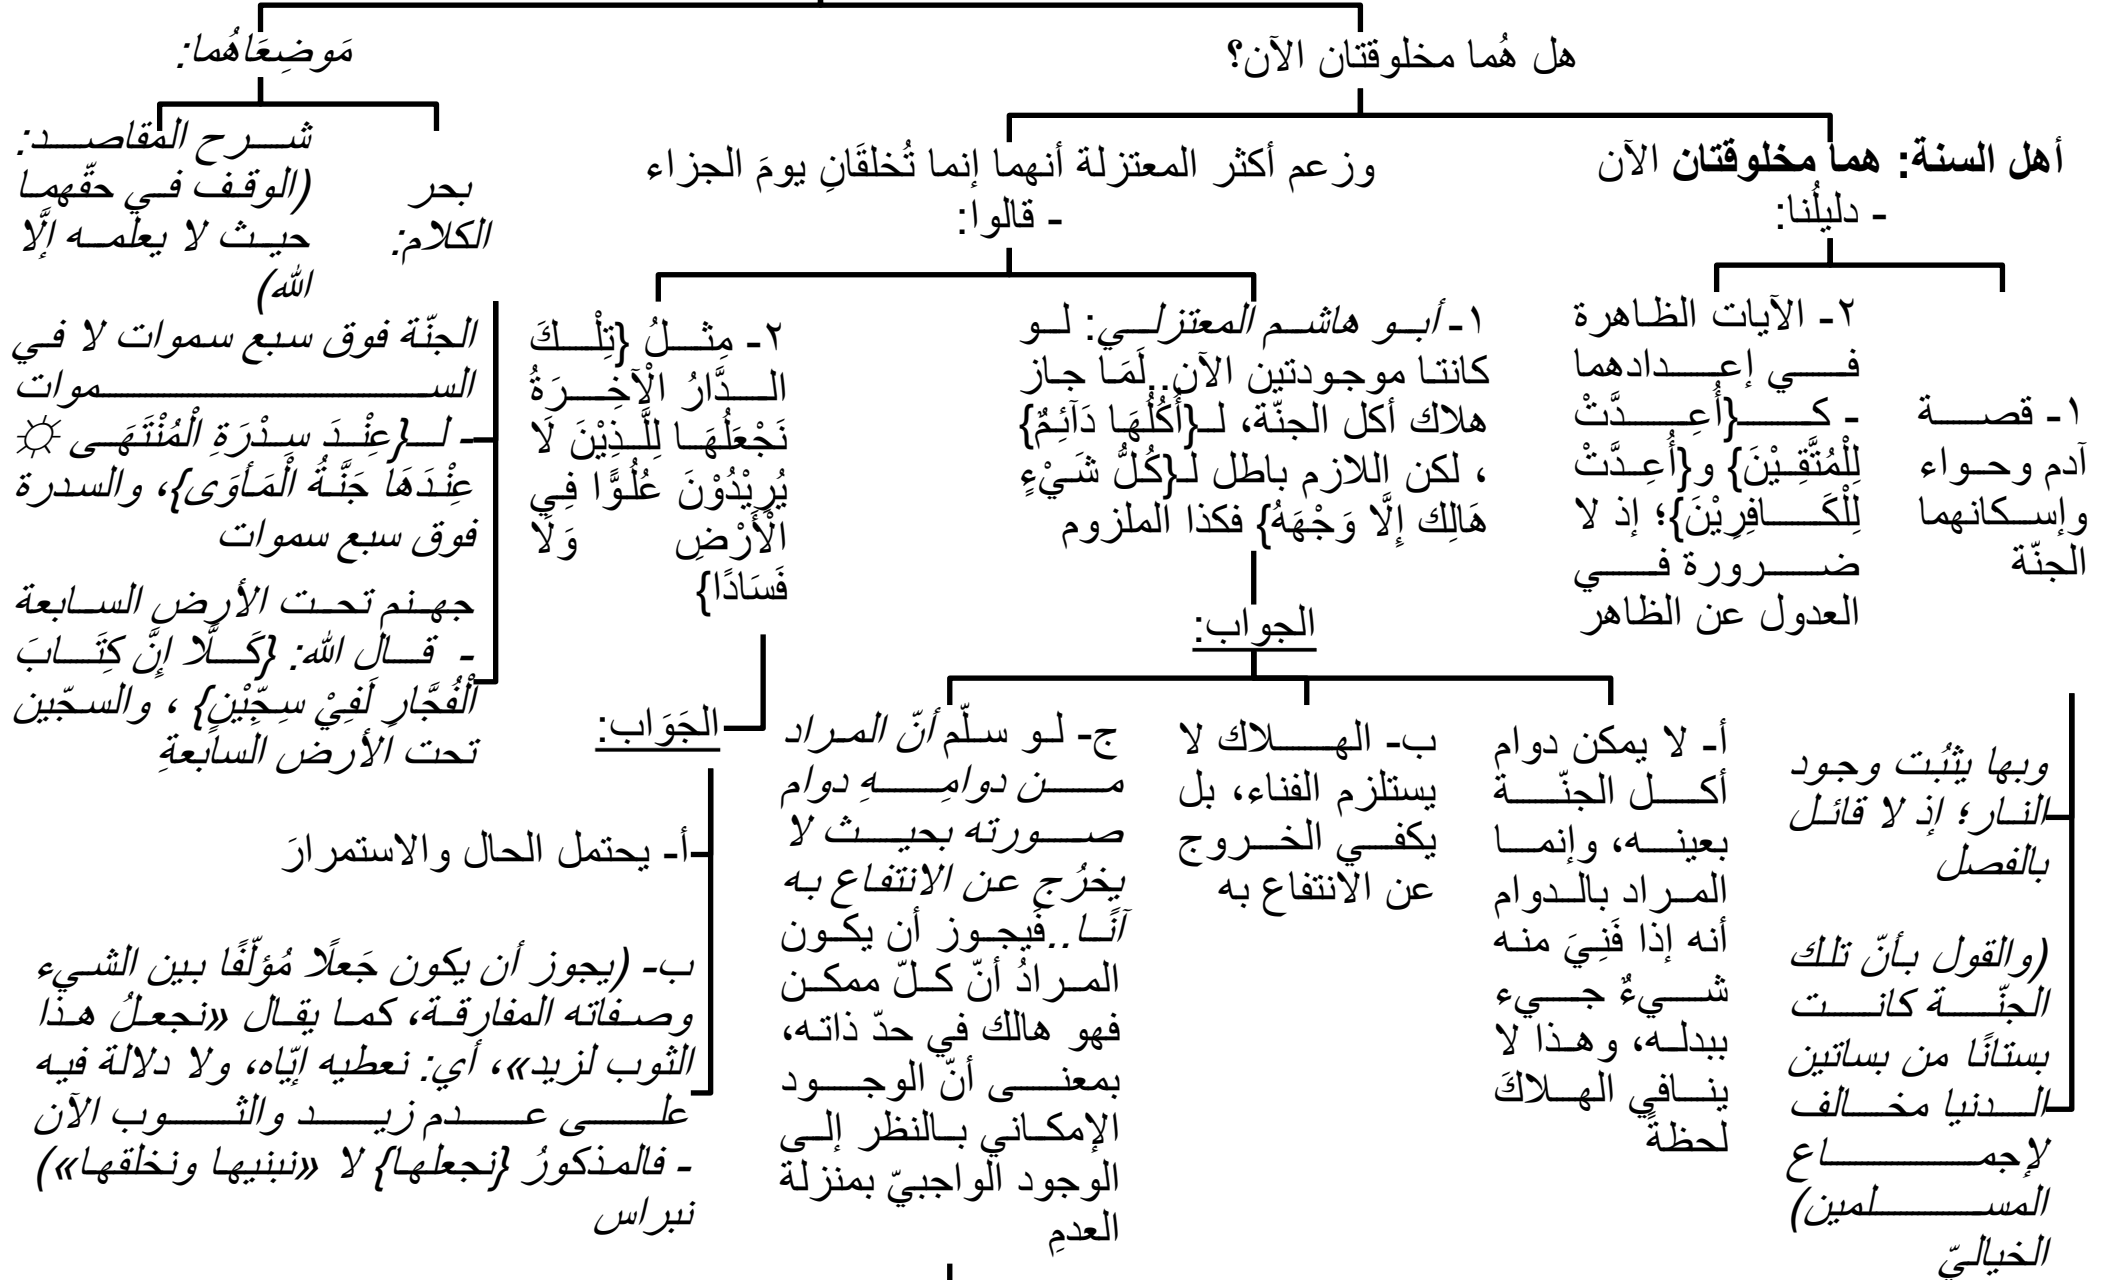 هل هُما مخلوقتان الآن؟
أهل السنة: هما مخلوقتان الآن
- دليلُنا:
١- قصة
آدم وحواء
وإسكانهما
الجنّة
وبها يثبُت وجود
النار؛ إذ لا قائل
بالفصل
(والقول بأنّ تلك
الجنّة كانت
بستانًا من بساتين
الدنيا مخالف
لإجماع
المسلمين)
الخياليّ
٢- الآيات الظاهرة
في إعدادهما
- كـ{أُعِدَّتْ
لِلْمُتَّقِيْنَ} و{أُعِدَّتْ
لِلْكَافِرِيْنَ}؛ إذ لا
ضرورة في
العدول عن الظاهر
وزعم أكثر المعتزلة أنهما إنما تُخلقَانِ يومَ الجزاء
- قالوا:
١- أبو هاشم المعتزلي: لو
كانتا موجودتين الآن..لَمَا جاز
هلاك أكل الجنّة، لـ{أُكُلُهَا دَآئِمٌ}
، لكن اللازم باطل لـ{كُلُّ شَيْءٍ
هَالِك إِلَّا وَجْهَهُ} فكذا الملزوم
الجواب:
أ- لا يمكن دوام
أكل الجنّة
بعينه، وإنما
المراد بالدوام
أنه إذا فَنِيَ منه
شيءٌ جيء
ببدله، وهذا لا
ينافي الهلاكَ
لحظةً
ب- الهلاك لا
يستلزم الفناء، بل
يكفي الخروج
عن الانتفاع به
ج- لو سلّم أنّ المراد
من دوامِهِ دوام
صورته بحيث لا
يخرُج عن الانتفاع به
آنًا..فيجوز أن يكون
المرادُ أنّ كلّ ممكن
فهو هالك في حدّ ذاته،
بمعنى أنّ الوجود
الإمكاني بالنظر إلى
الوجود الواجبيّ بمنزلة
العدمِ
٢- مِثلُ {تِلْكَ
الدَّارُ الْآخِرَةُ
نَجْعَلُهَا لِلَّذِيْنَ لَا
يُرِيْدُوْنَ عُلُوًّا فِي
الْأَرْضِ وَلَا
فَسَادًا}
الجَوَاب:
أ- يحتمل الحال والاستمرارَ
ب- (يجوز أن يكون جَعلًا مُؤلّفًا بين الشيء
وصفاته المفارقة، كما يقال «نجعلُ هذا
الثوب لزيد»، أي: نعطيه إيّاه، ولا دلالة فيه
على عدم زيد والثوب الآن
- فالمذكورُ {نجعلها} لا «نبنيها ونخلقها»)
نبراس
مَوضِعَاهُما:
بحر
الكلام:
الجنّة فوق سبع سموات لا في
السموات
- لـ{عِنْدَ سِدْرَةِ الْمُنْتَهَى ☼
عِنْدَهَا جَنَّةُ الْمَأوَى}، والسدرة
فوق سبع سموات
جهنم تحت الأرض السابعة
- قال الله: {كَلَّا إِنَّ كِتَابَ
الْفُجَّارِ لَفِيْ سِجِّيْنٍ} ، والسجّين
تحت الأرض السابعةِ
شرح المقاصد:
(الوقف في حقّهما
حيث لا يعلمه إلَّا
الله)